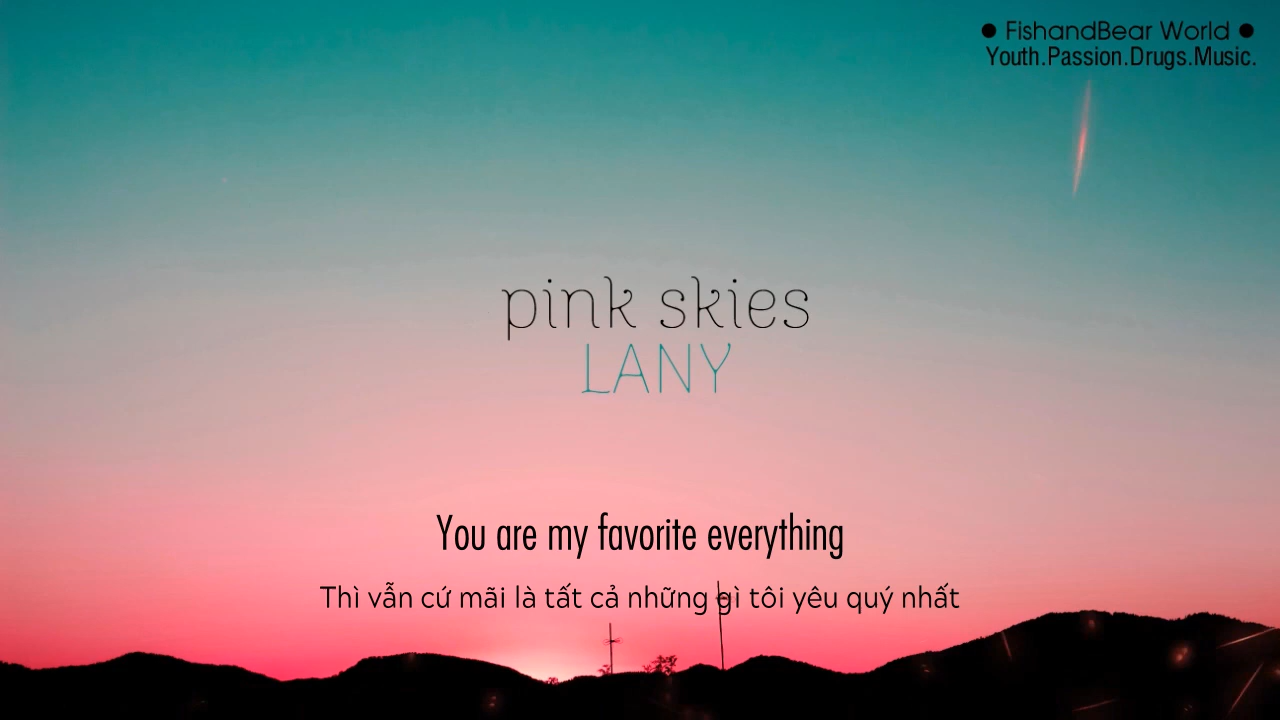 ● FishandBear World ●
Youth.Passion.Drugs.Music.
pink skies
LANY
You are my favorite everything
Thì vẫn cứ mãi là tất cả những gì tôi yêu quý nhất